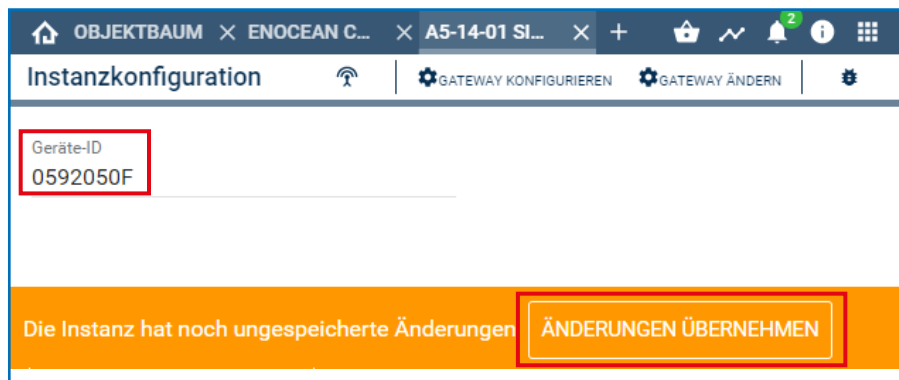 OBJEKTBAUM ENOCEAN C... A5-14-01 SI... 2
Instanzkonfiguration GATEWAY KONFIGURIEREN GATEWAY ÄNDERN
Geräte-ID
0592050F
Die Instanz hat noch ungespeicherte Änderungen ÄNDERUNGEN ÜBERNEHMEN